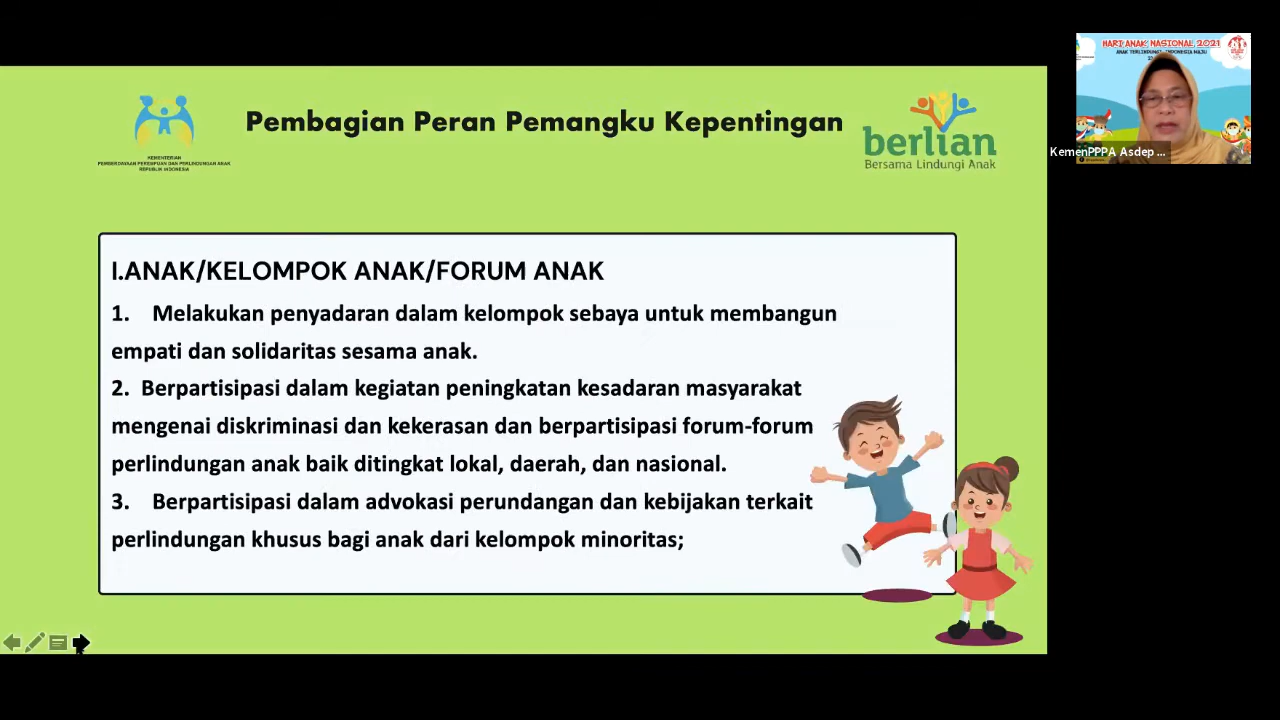 KEMENTERIAN
PEMBERDAYAAN PEREMPUAN DAN PERLINDUNGAN ANAK
REPUBLIK INDONESIA
Pembagian Peran Pemangku Kepentingan
berlian
Bersama Lindungi Anak
HARI ANAK NASIONAL 2021
ANAK TERLINDUNGI, INDONESIA MAJU
KemenPPPA Asdep ...
I.ANAK/KELOMPOK ANAK/FORUM ANAK
1. Melakukan penyadaran dalam kelompok sebaya untuk membangun
empati dan solidaritas sesama anak.
2. Berpartisipasi dalam kegiatan peningkatan kesadaran masyarakat
mengenai diskriminasi dan kekerasan dan berpartisipasi forum-forum
perlindungan anak baik ditingkat lokal, daerah, dan nasional.
3. Berpartisipasi dalam advokasi perundangan dan kebijakan terkait
perlindungan khusus bagi anak dari kelompok minoritas;